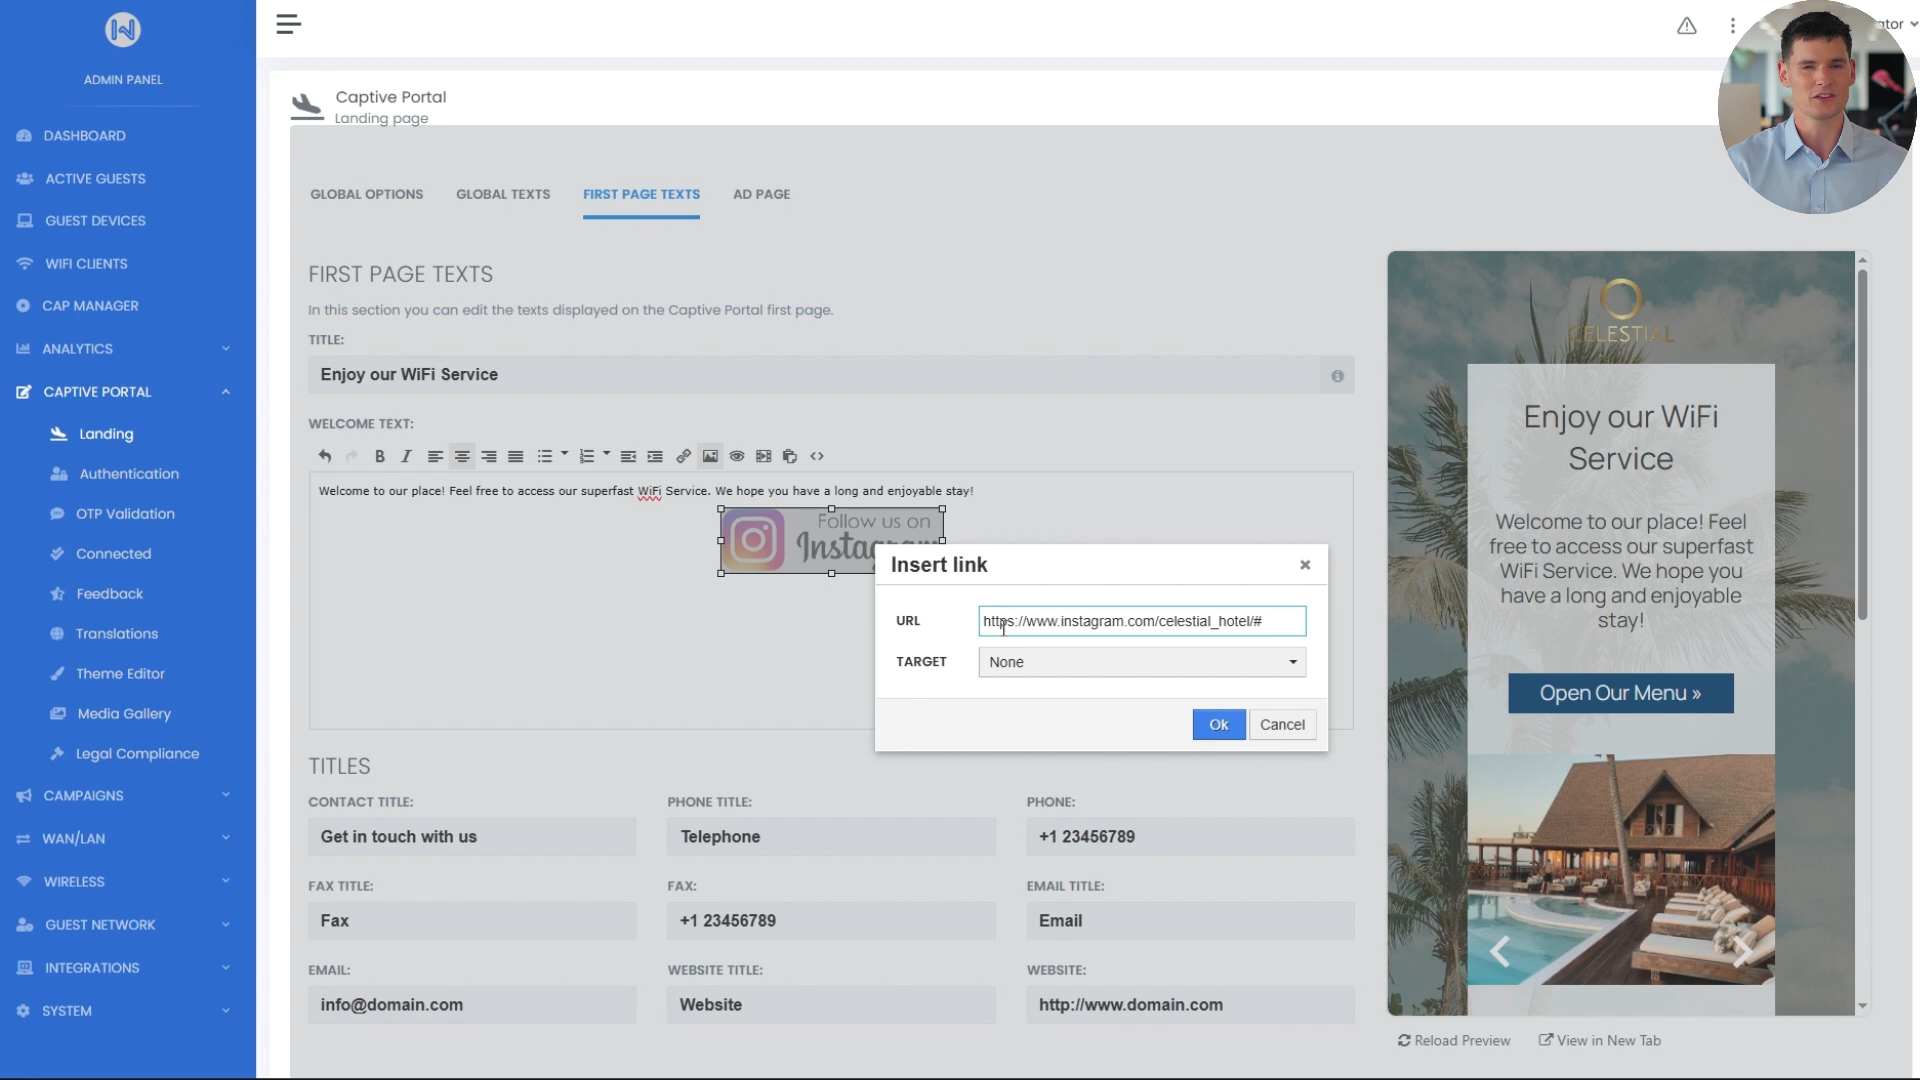 ADMIN PANEL
DASHBOARD
ACTIVE GUESTS
GUEST DEVICES
WIFI CLIENTS
CAP MANAGER
ANALYTICS
CAPTIVE PORTAL
Landing
Authentication
OTP Validation
Connected
Feedback
Translations
Theme Editor
Media Gallery
Legal Compliance
CAMPAIGNS
WAN/LAN
WIRELESS
GUEST NETWORK
INTEGRATIONS
SYSTEM
Captive Portal
Landing page
GLOBAL OPTIONS GLOBAL TEXTS FIRST PAGE TEXTS AD PAGE
FIRST PAGE TEXTS
In this section you can edit the texts displayed on the Captive Portal first page.
TITLE:
Enjoy our WiFi Service
WELCOME TEXT:
Welcome to our place! Feel free to access our superfast WiFi Service. We hope you have a long and enjoyable stay!
Follow us on
Insert link
URL https://www.instagram.com/celestial_hotel/#
TARGET None
Ok Cancel
TITLES
CONTACT TITLE: PHONE TITLE: PHONE:
Get in touch with us Telephone +1 23456789
FAX TITLE: FAX: EMAIL TITLE:
Fax +1 23456789 Email
EMAIL: WEBSITE TITLE: WEBSITE:
info@domain.com Website http://www.domain.com
CELESTIAL
Enjoy our WiFi
Service
Welcome to our place! Feel
free to access our superfast
WiFi Service. We hope you
have a long and enjoyable
stay!
Open Our Menu »
Reload Preview View in New Tab